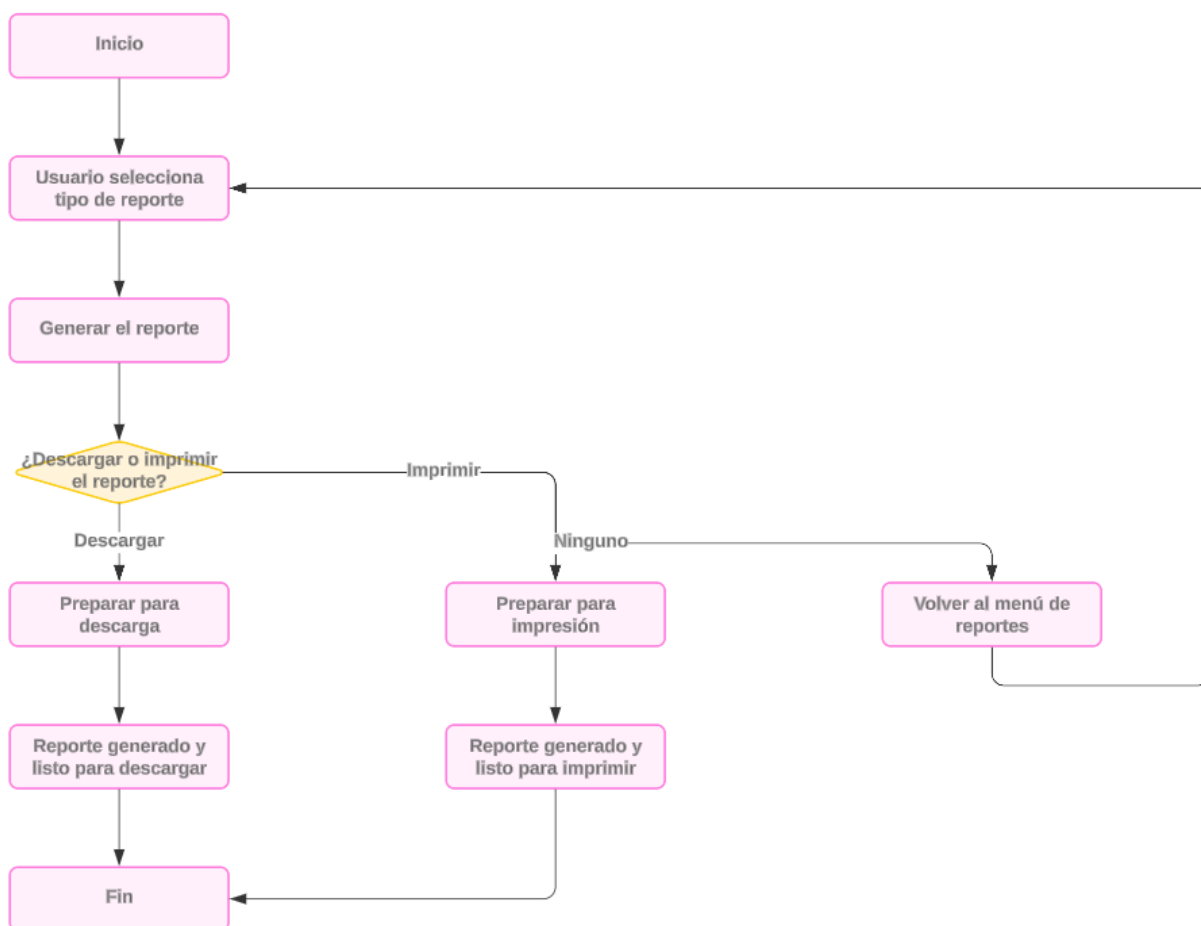 Inicio
Usuario selecciona
tipo de reporte
Generar el reporte
¿Descargar o imprimir
el reporte?
Imprimir
Descargar
Ninguno
Preparar para
descarga
Preparar para
impresión
Volver al menú de
reportes
Reporte generado y
listo para descargar
Reporte generado y
listo para imprimir
Fin